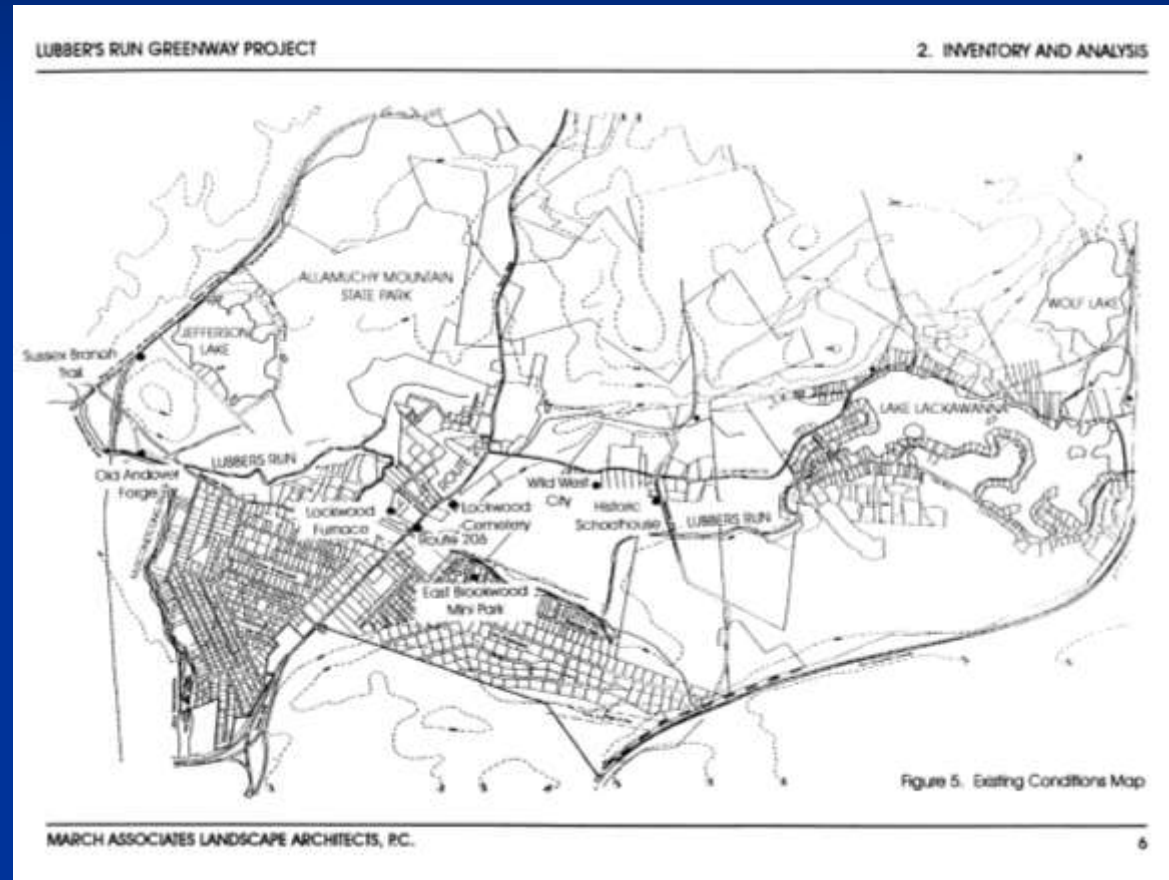 LUBBER'S RUN GREENWAY PROJECT
2. INVENTORY AND ANALYSIS
ALLAMUCHY MOUNTAIN
STATE PARK
WOLF LAKE
JEFFERSON
LAKE
Sussex Branch
Trail
LAKE LACKAWANNA
LUBBERS RUN
ROUTE
Old Andover
Forge
Wild West
City
Lockwood
Furnace
Lockwood
Cemetery
Historic
Schoolhouse
LUBBERS RUN
Route 206
East Brookwood
Mini Park
Figure 5. Existing Conditions Map
MARCH ASSOCIATES LANDSCAPE ARCHITECTS, P.C.
6